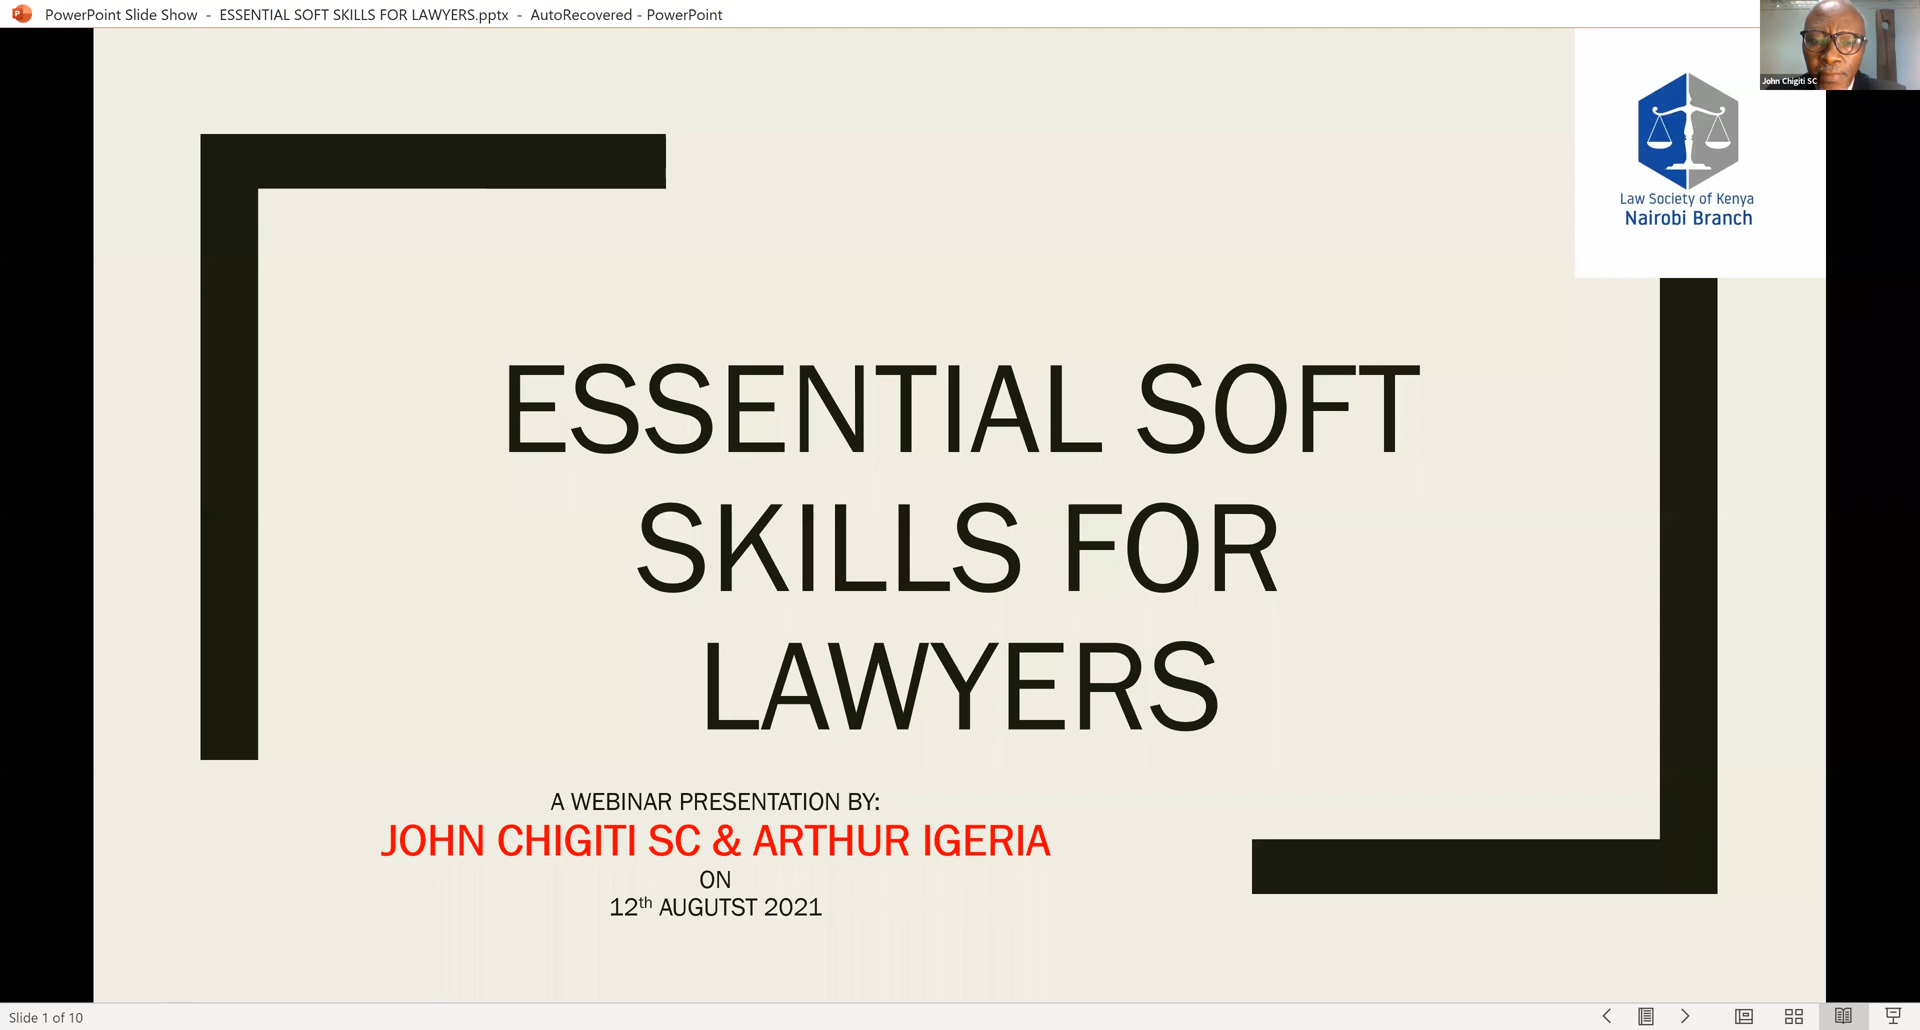 PowerPoint Slide Show - ESSENTIAL SOFT SKILLS FOR LAWYERS.pptx - AutoRecovered - PowerPoint
John Chigiti SC
Law Society of Kenya
Nairobi Branch
ESSENTIAL SOFT
SKILLS FOR
LAWYERS
A WEBINAR PRESENTATION BY:
JOHN CHIGITI SC & ARTHUR IGERIA
ON
12th AUGUTST 2021
Slide 1 of 10